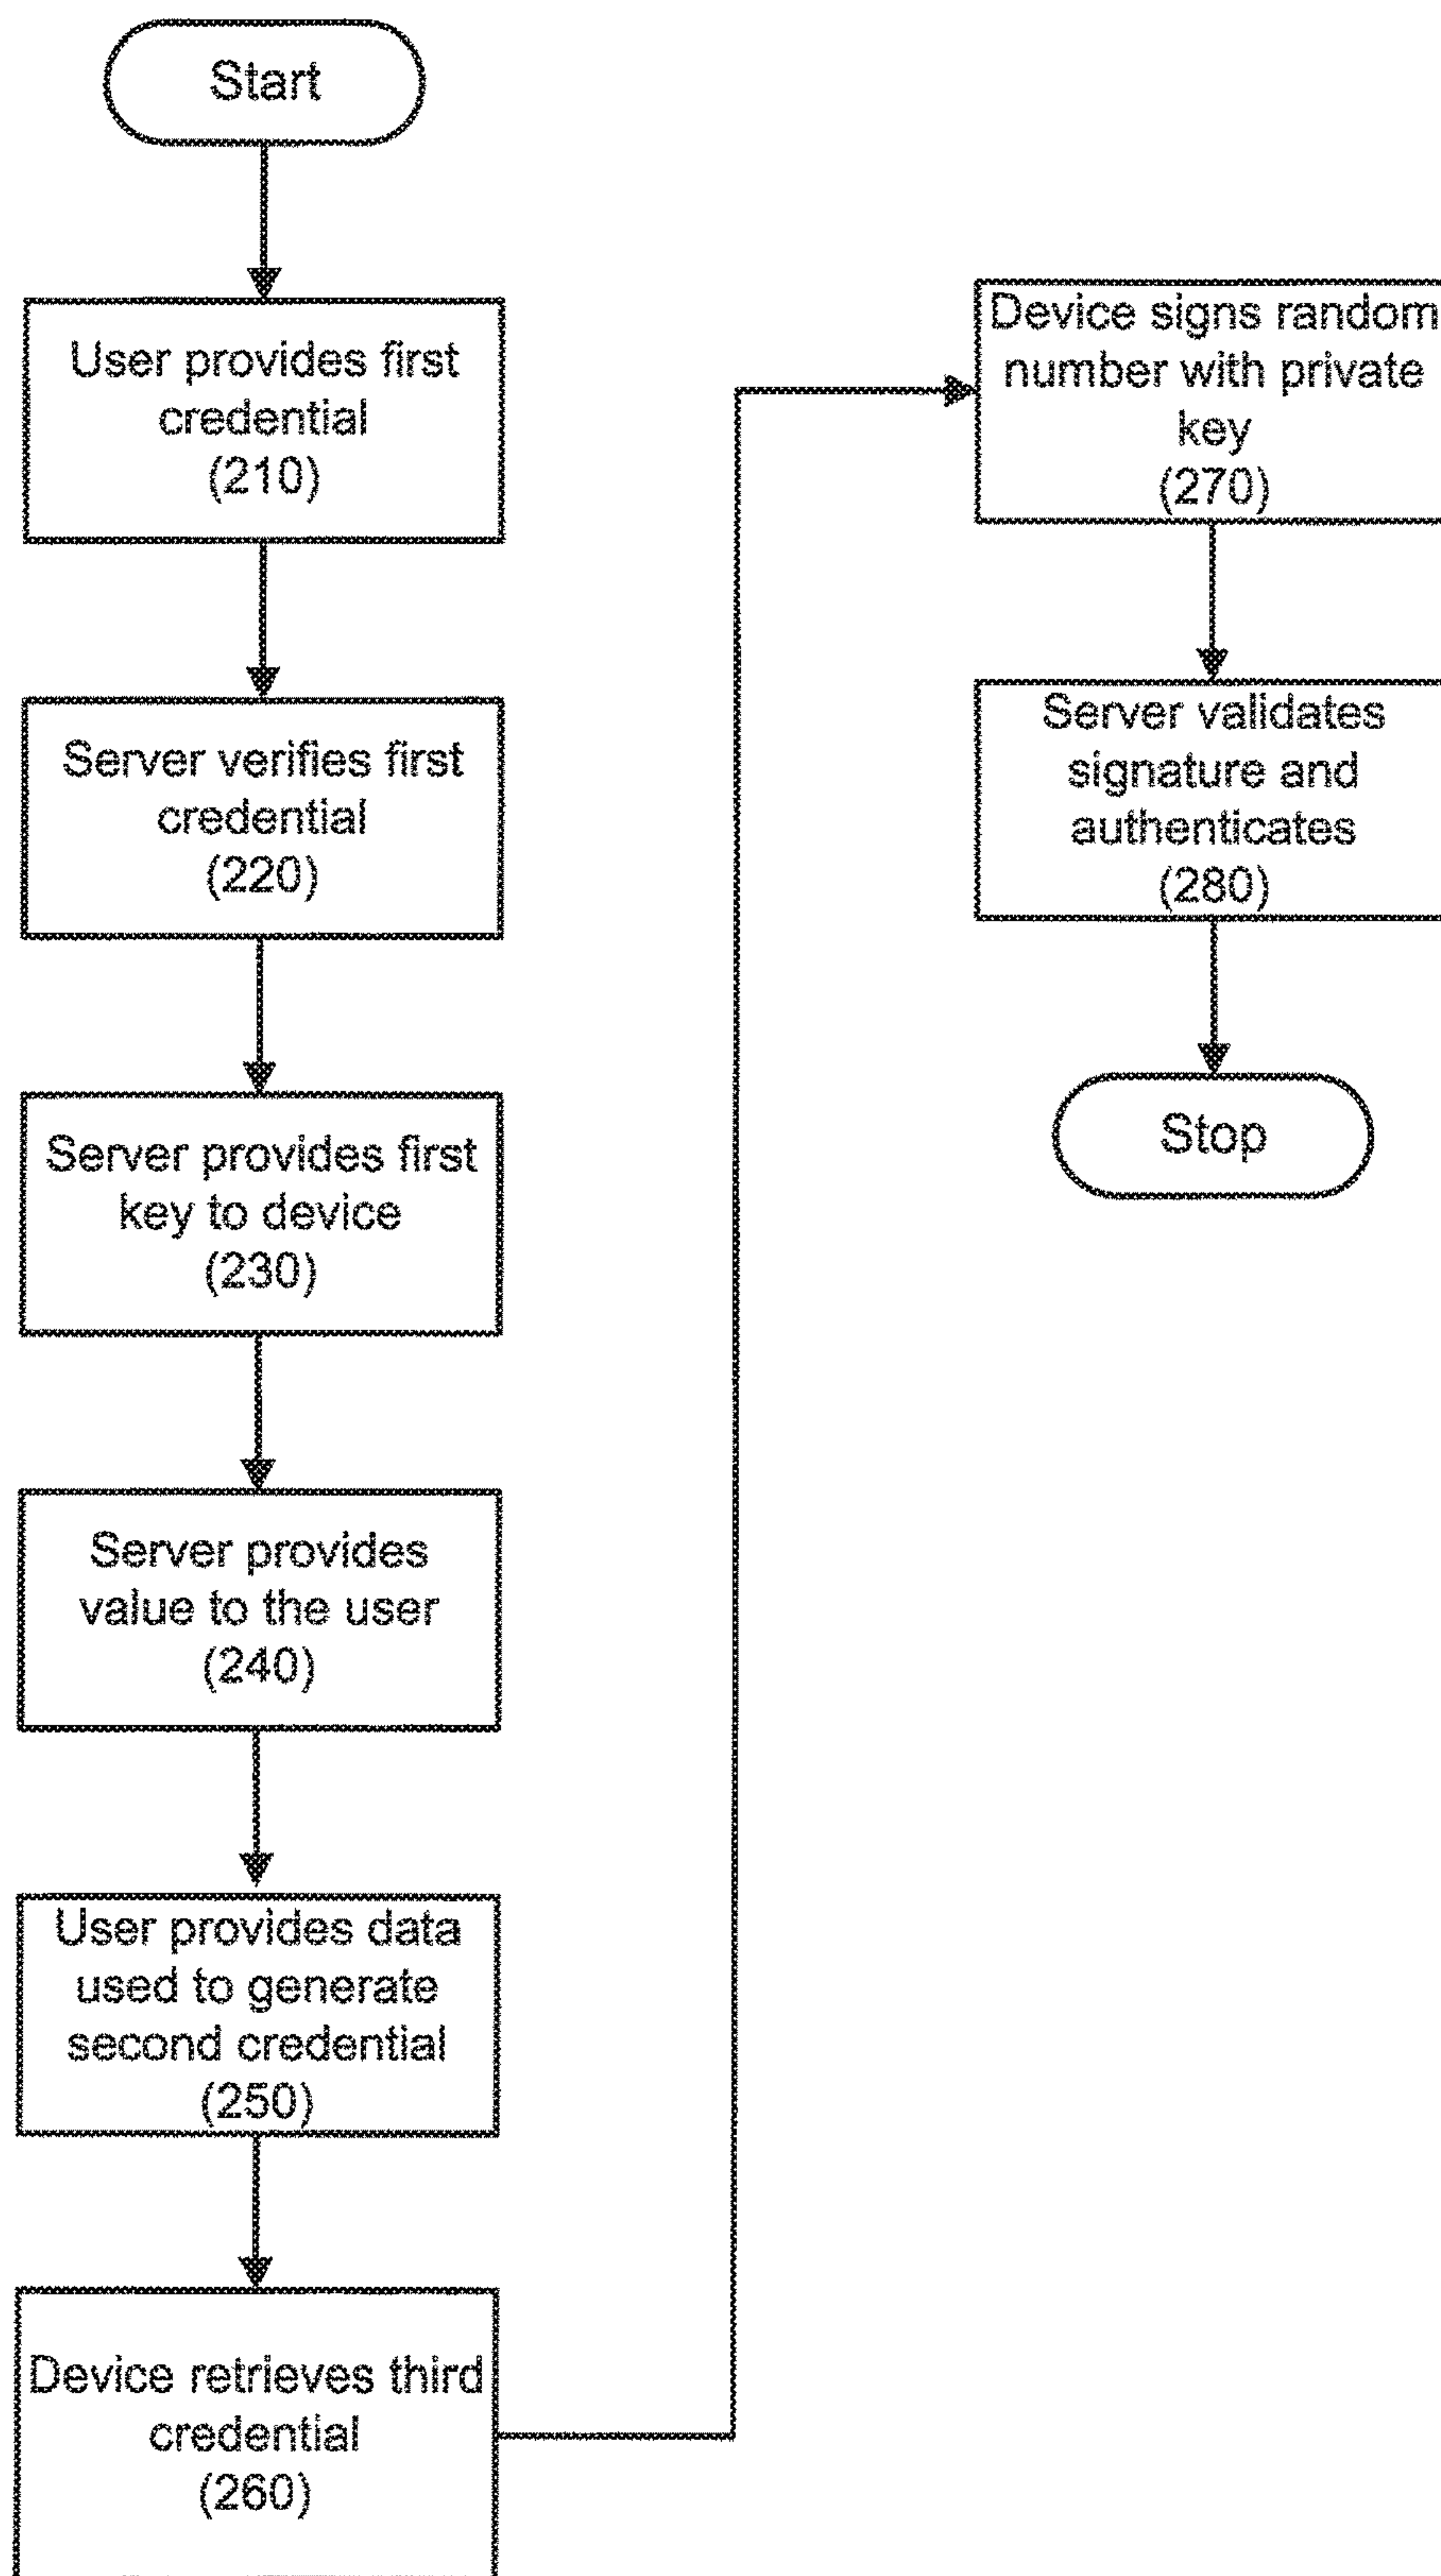 Start
User provides first
credential
(210)
Server verifies first
credential
(220)
Server provides first
key to device
(230)
Server provides
value to the user
(240)
User provides data
used to generate
second credential
(250)
Device retrieves third
credential
(260)
Device signs random
number with private
key
(270)
Server validates
signature and
authenticates
(280)
Stop